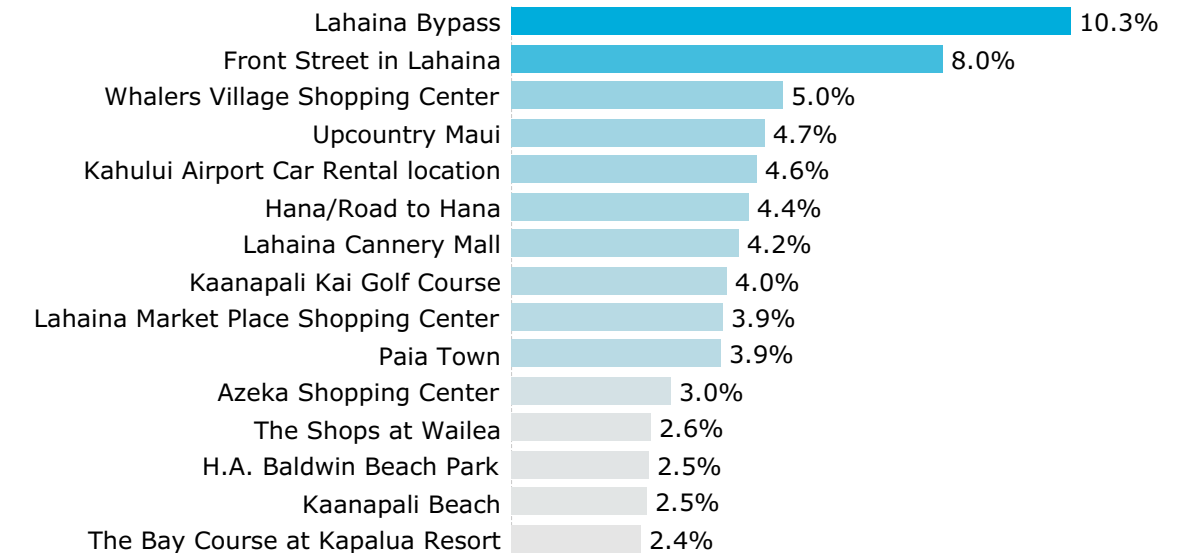 Lahaina Bypass 10.3%
Front Street in Lahaina 8.0%
Whalers Village Shopping Center 5.0%
Upcountry Maui 4.7%
Kahului Airport Car Rental location 4.6%
Hana/Road to Hana 4.4%
Lahaina Cannery Mall 4.2%
Kaanapali Kai Golf Course 4.0%
Lahaina Market Place Shopping Center 3.9%
Paia Town 3.9%
Azeka Shopping Center 3.0%
The Shops at Wailea 2.6%
H.A. Baldwin Beach Park 2.5%
Kaanapali Beach 2.5%
The Bay Course at Kapalua Resort 2.4%